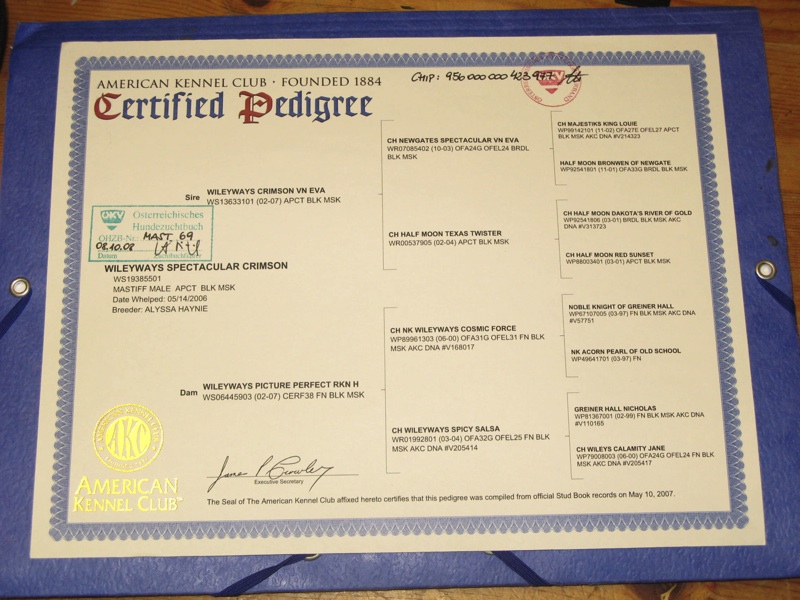 AMERICAN KENNEL CLUB · FOUNDED 1884
Certified Pedigree
CHIP: 956 000 000 423 947
ÖKV
Sire
WILEYWAYS CRIMSON VN EVA
WS13633101 (02-07) APCT BLK MSK
Österreichisches
Hundezuchtbuch
ÖHZB-Nr.: MAST 69
08.10.08
Datum
WILEYWAYS SPECTACULAR CRIMSON
WS19385501
MASTIFF MALE APCT BLK MSK
Date Whelped: 05/14/2006
Breeder: ALYSSA HAYNIE
Dam
WILEYWAYS PICTURE PERFECT RKN H
WS06445903 (02-07) CERF38 FN BLK MSK
CH NEWGATES SPECTACULAR VN EVA
WR07085402 (10-03) OFA24G OFEL24 BRDL
BLK MSK
CH HALF MOON TEXAS TWISTER
WR00537905 (02-04) APCT BLK MSK
CH NK WILEYWAYS COSMIC FORCE
WP89961303 (06-00) OFA31G OFEL31 FN BLK
MSK AKC DNA #V168017
CH WILEYWAYS SPICY SALSA
WR01992801 (03-04) OFA32G OFEL25 FN BLK
MSK AKC DNA #V205414
CH MAJESTIKS KING LOUIE
WP99142101 (11-02) OFA27E OFEL27 APCT
BLK MSK AKC DNA #V214323
HALF MOON BRONWEN OF NEWGATE
WP92541801 (11-01) OFA33G BRDL BLK MSK
CH HALF MOON DAKOTA'S RIVER OF GOLD
WP92541806 (03-01) BRDL BLK MSK AKC
DNA #V313723
CH HALF MOON RED SUNSET
WP88003401 (03-01) APCT BLK MSK
NOBLE KNIGHT OF GREINER HALL
WP67107005 (03-97) FN BLK MSK AKC DNA
#V57751
NK ACORN PEARL OF OLD SCHOOL
WP49641701 (03-97) FN
GREINER HALL NICHOLAS
WP81367001 (02-99) FN BLK MSK AKC DNA
#V110165
CH WILEYS CALAMITY JANE
WP79008003 (06-00) OFA24G OFEL24 FN BLK
MSK AKC DNA #V205417
AKC
AMERICAN
KENNEL CLUB
James P. Crowley
Executive Secretary
The Seal of The American Kennel Club affixed hereto certifies that this pedigree was compiled from official Stud Book records on May 10, 2007.